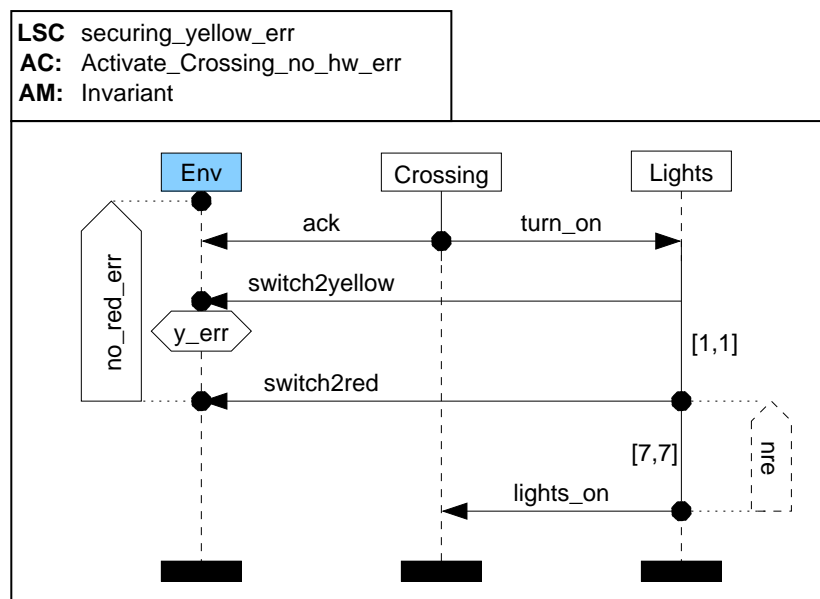 LSC securing_yellow_err
AC: Activate_Crossing_no_hw_err
AM: Invariant
Env
Crossing
Lights
ack
turn_on
switch2yellow
no_red_err
y_err
[1,1]
switch2red
[7,7]
nre
lights_on